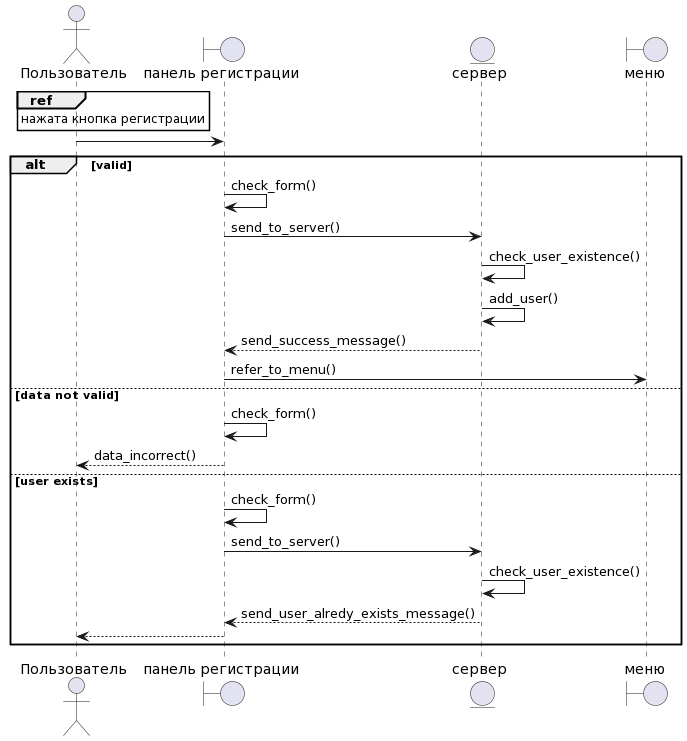 Пользователь
панель регистрации
сервер
меню
ref
нажата кнопка регистрации
alt
[valid]
check_form()
send_to_server()
check_user_existence()
add_user()
send_success_message()
refer_to_menu()
[data not valid]
check_form()
data_incorrect()
[user exists]
check_form()
send_to_server()
check_user_existence()
send_user_alredy_exists_message()
Пользователь
панель регистрации
сервер
меню